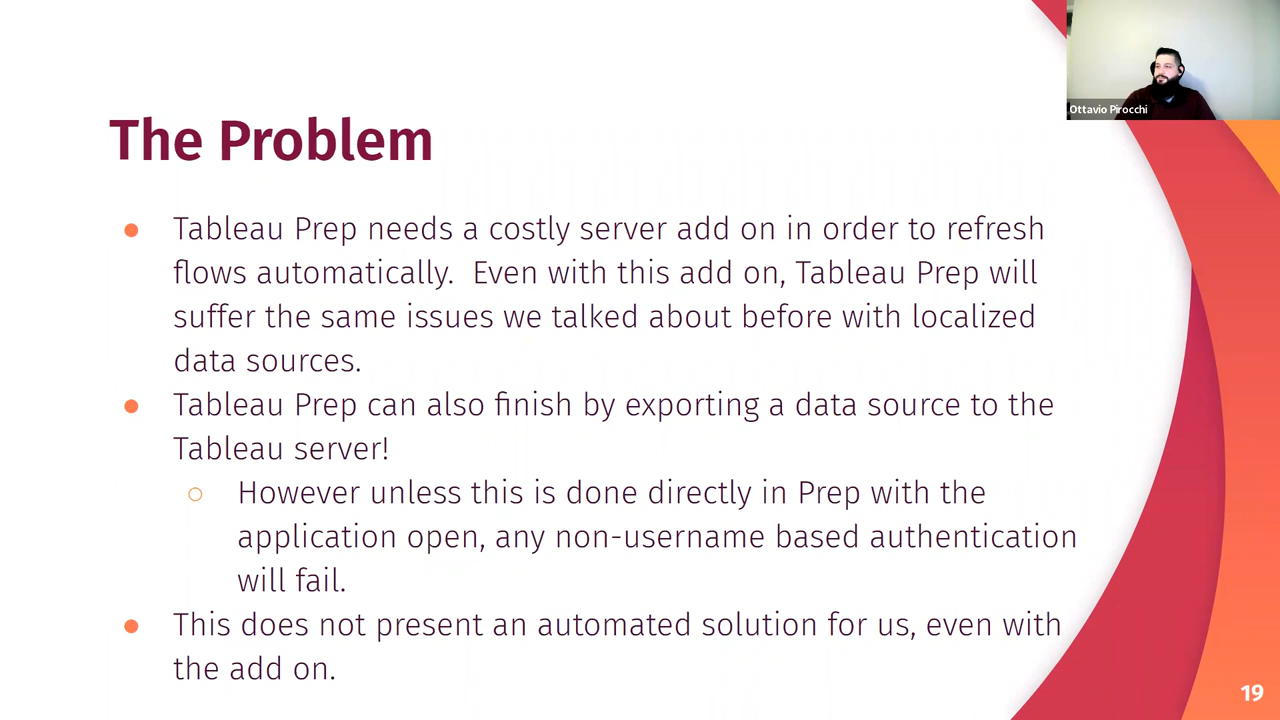 Ottavio Pirocchi
The Problem
● Tableau Prep needs a costly server add on in order to refresh
flows automatically.  Even with this add on, Tableau Prep will
suffer the same issues we talked about before with localized
data sources.
● Tableau Prep can also finish by exporting a data source to the
Tableau server!
○ However unless this is done directly in Prep with the
application open, any non-username based authentication
will fail.
● This does not present an automated solution for us, even with
the add on.
19